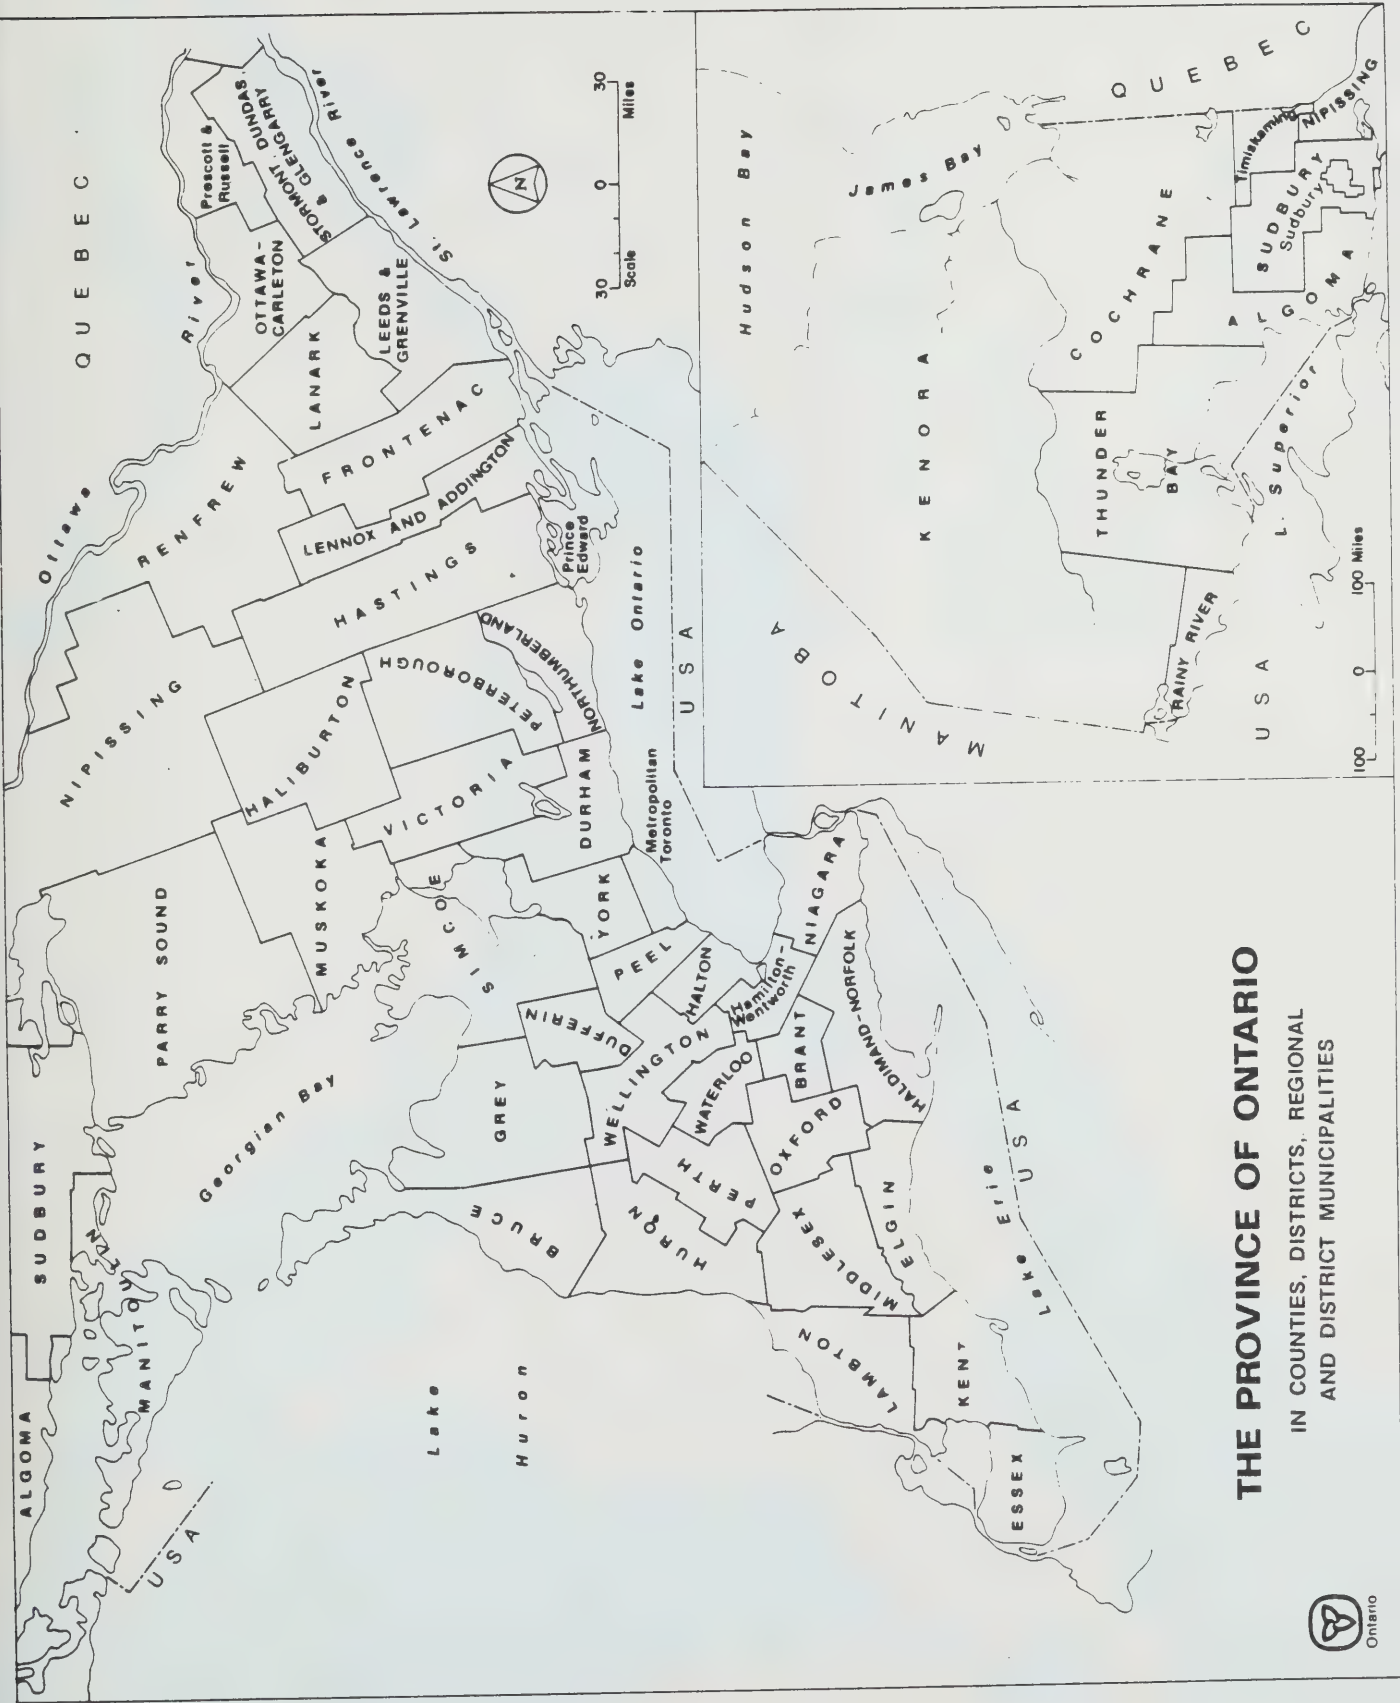 THE PROVINCE OF ONTARIO
IN COUNTIES, DISTRICTS, REGIONAL
AND DISTRICT MUNICIPALITIES
Ontario
ALGOMA
SUDBURY
MANITOULIN
USA
NIPISSING
PARRY SOUND
MUSKOKA
HALIBURTON
Georgian Bay
Lake
Huron
Ottawa
River
QUEBEC
RENFREW
LANARK
OTTAWA-
CARLETON
Prescott &
Russell
STORMONT, DUNDAS,
& GLENGARRY
LEEDS &
GRENVILLE
St. Lawrence River
FRONTENAC
LENNOX AND ADDINGTON
HASTINGS
Prince
Edward
PETERBOROUGH
NORTHUMBERLAND
VICTORIA
DURHAM
SIMCOE
YORK
Metropolitan
Toronto
Lake Ontario
USA
PEEL
HALTON
DUFFERIN
GREY
BRUCE
WELLINGTON
WATERLOO
Hamilton-
Wentworth
NIAGARA
BRANT
HALDIMAND-NORFOLK
HURON
PERTH
OXFORD
MIDDLESEX
ELGIN
LAMBTON
KENT
ESSEX
Lake Erie
USA
N
30 0 30
Scale Miles
Hudson Bay
James Bay
QUEBEC
MANITOBA
KENORA
COCHRANE
THUNDER
BAY
RAINY RIVER
ALGOMA
SUDBURY
Sudbury
Timiskaming
NIPISSING
L. Superior
USA
100 0 100 Miles